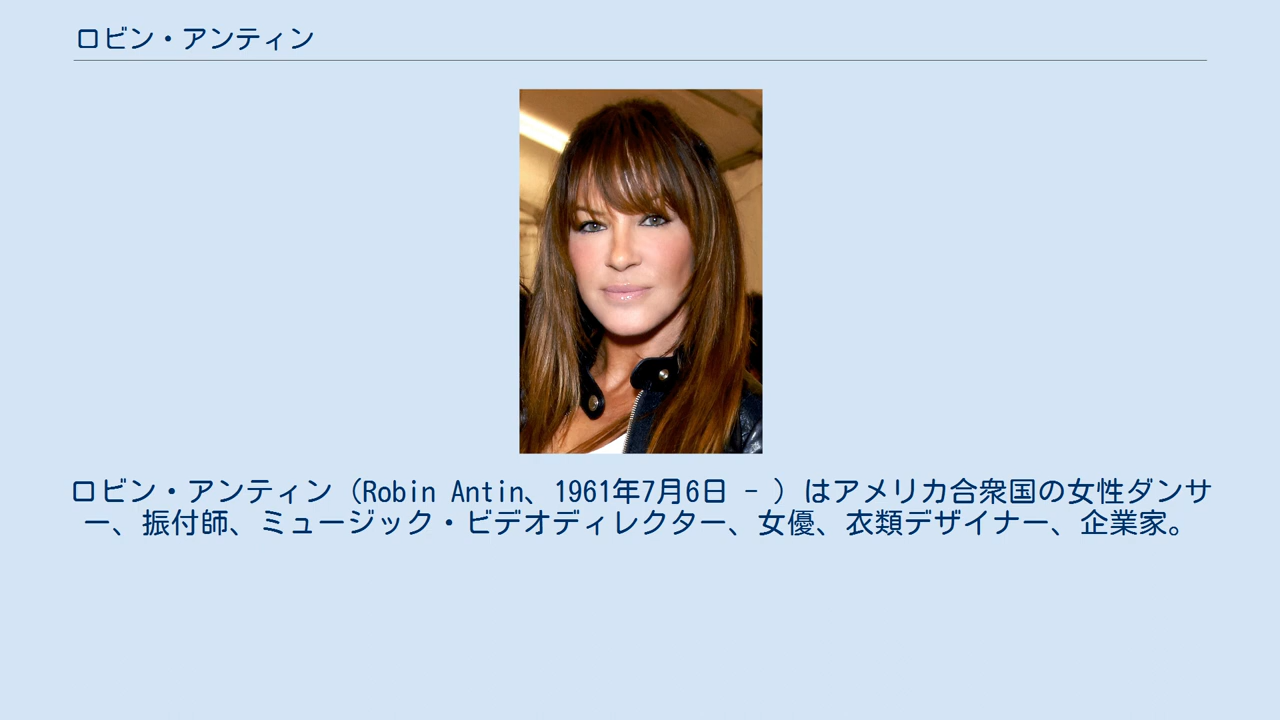 ロビン・アンティン
ロビン・アンティン（Robin Antin、1961年7月6日 - ）はアメリカ合衆国の女性ダンサ
ー、振付師、ミュージック・ビデオディレクター、女優、衣類デザイナー、企業家。